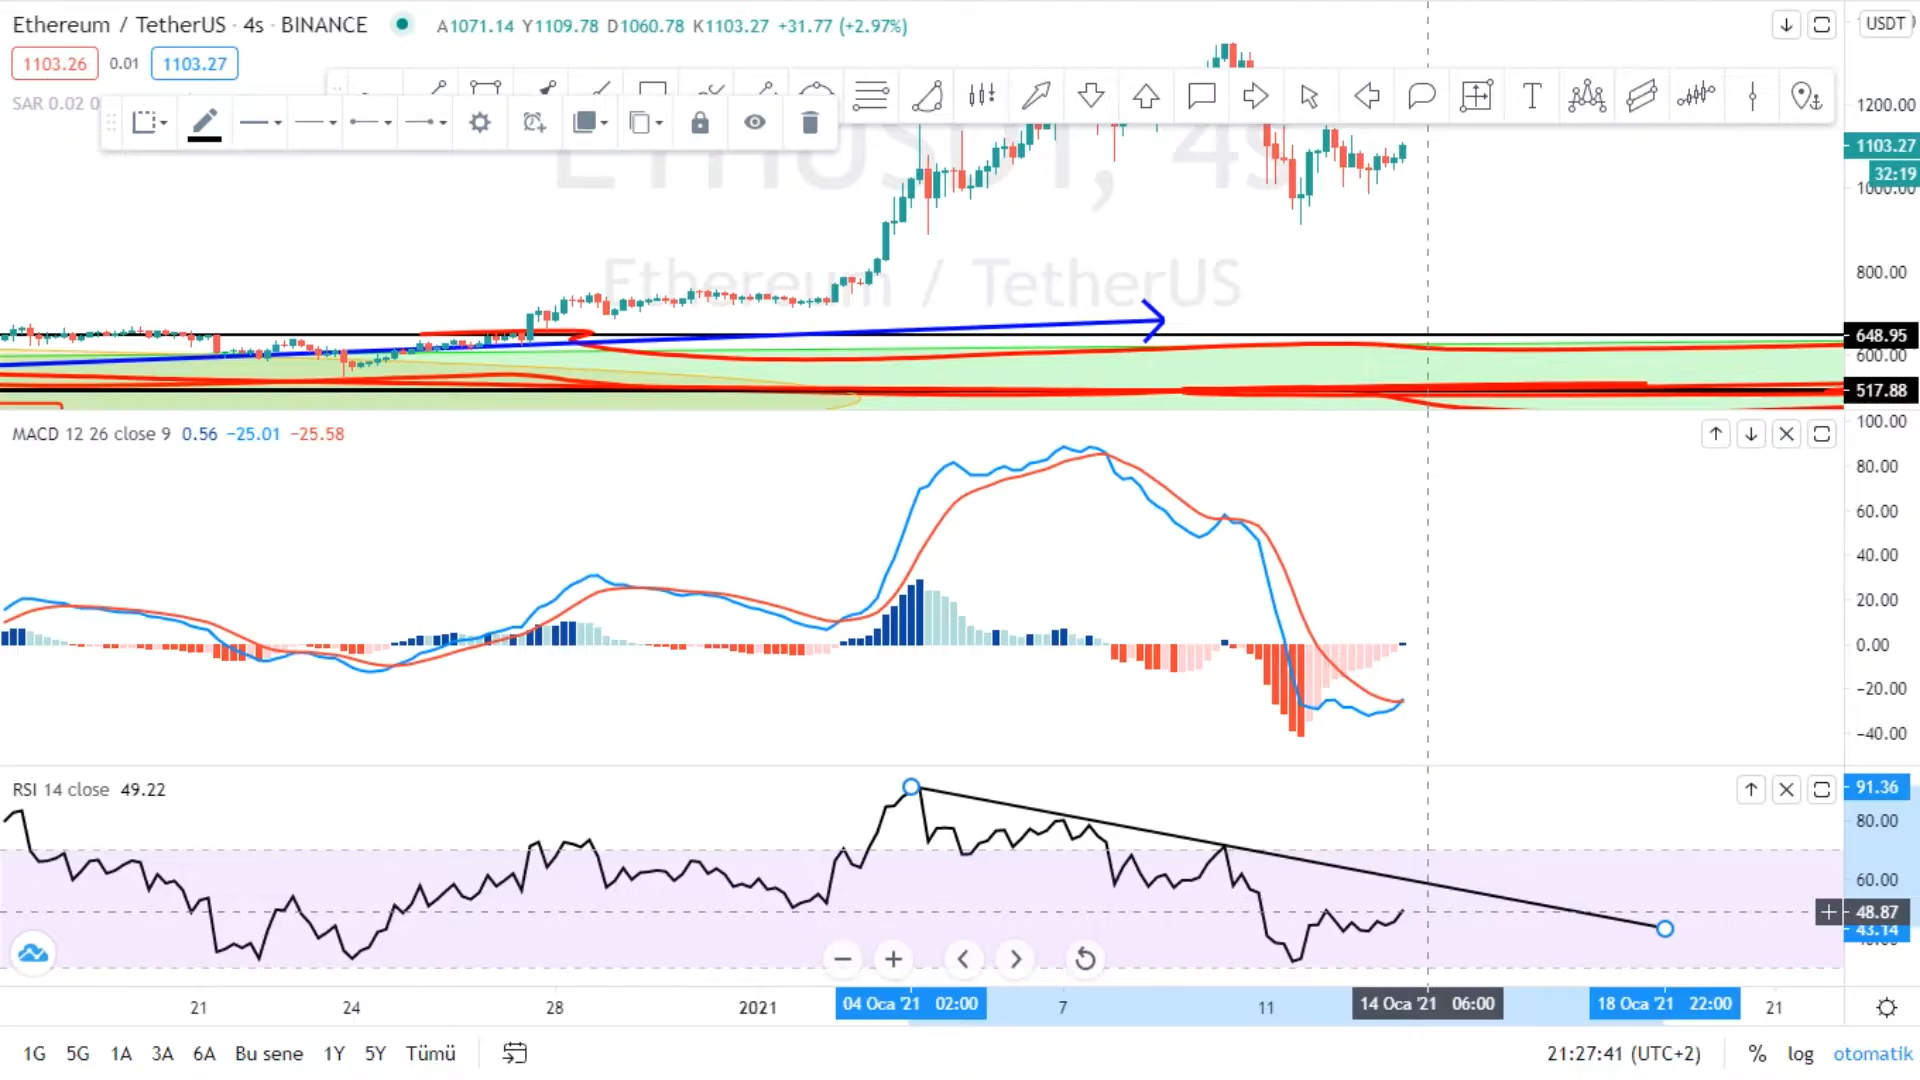 Ethereum / TetherUS · 4s · BINANCE A1071.14 Y1109.78 D1060.78 K1103.27 +31.77 (+2.97%)
USDT
1103.26 0.01 1103.27
SAR 0.02
1200.00
ETHUSDT, 4s
1103.27
32:19
1000.00
Ethereum / TetherUS
800.00
648.95
600.00
517.88
MACD 12 26 close 9 0.56 −25.01 −25.58
100.00
80.00
60.00
40.00
20.00
0.00
−20.00
−40.00
RSI 14 close 49.22
91.36
80.00
60.00
48.87
43.14
21 24 28 2021 04 Oca '21 02:00 7 11 14 Oca '21 06:00 18 Oca '21 22:00 21
1G 5G 1A 3A 6A Bu sene 1Y 5Y Tümü 21:27:41 (UTC+2) % log otomatik